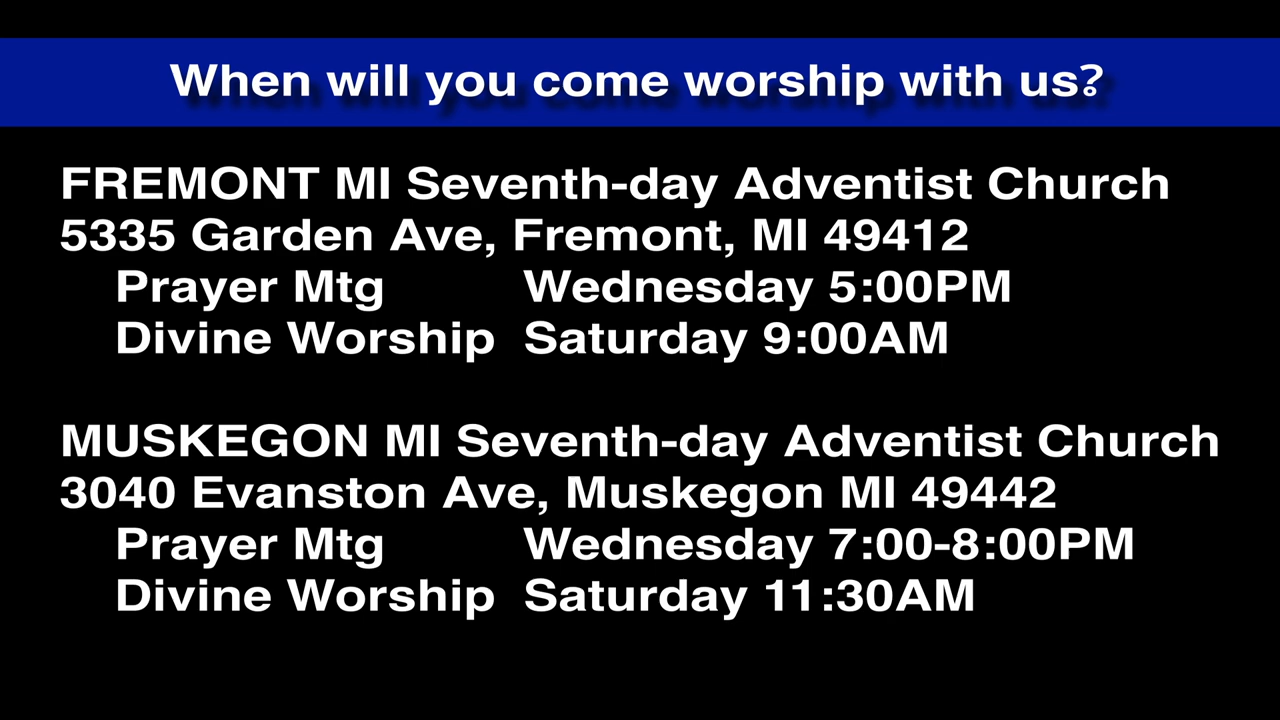 When will you come worship with us?
FREMONT MI Seventh-day Adventist Church
5335 Garden Ave, Fremont, MI 49412
Prayer Mtg Wednesday 5:00PM
Divine Worship Saturday 9:00AM
MUSKEGON MI Seventh-day Adventist Church
3040 Evanston Ave, Muskegon MI 49442
Prayer Mtg Wednesday 7:00-8:00PM
Divine Worship Saturday 11:30AM